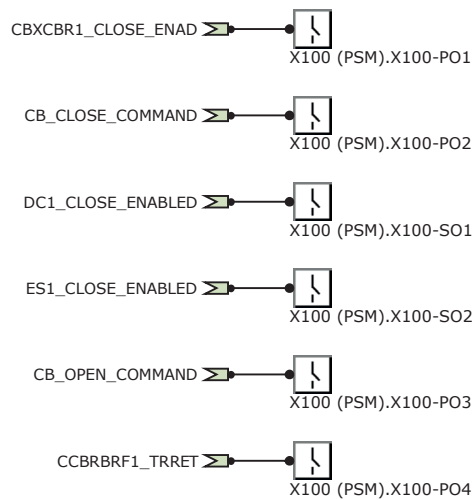 CBXCBR1_CLOSE_ENAD
X100 (PSM).X100-PO1
CB_CLOSE_COMMAND
X100 (PSM).X100-PO2
DC1_CLOSE_ENABLED
X100 (PSM).X100-SO1
ES1_CLOSE_ENABLED
X100 (PSM).X100-SO2
CB_OPEN_COMMAND
X100 (PSM).X100-PO3
CCBRBRF1_TRRET
X100 (PSM).X100-PO4